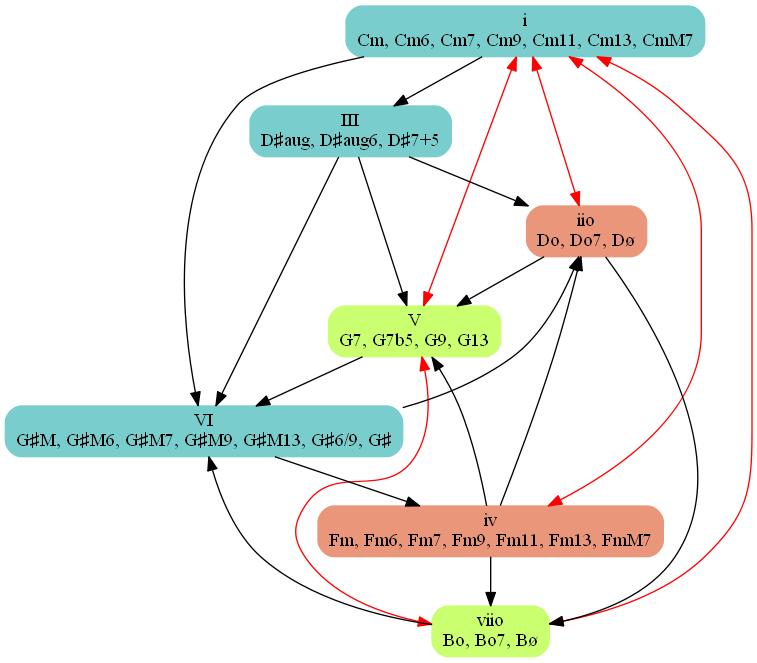 i
Cm, Cm6, Cm7, Cm9, Cm11, Cm13, CmM7
III
D♯aug, D♯aug6, D♯7+5
iio
Do, Do7, Dø
V
G7, G7b5, G9, G13
VI
G♯M, G♯M6, G♯M7, G♯M9, G♯M13, G♯6/9, G♯
iv
Fm, Fm6, Fm7, Fm9, Fm11, Fm13, FmM7
viio
Bo, Bo7, Bø